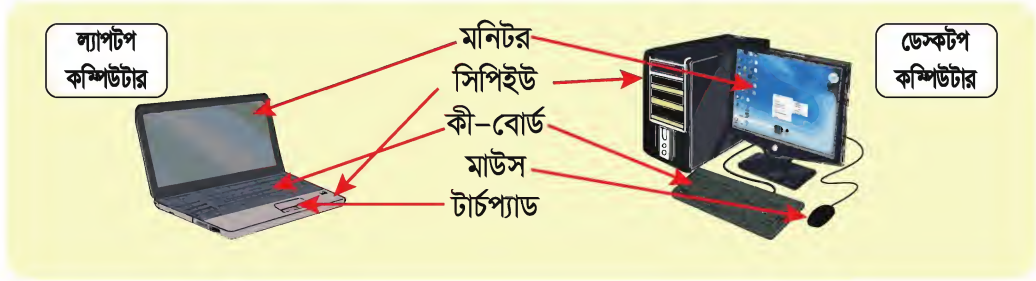 ল্যাপটপ
কম্পিউটার
মনিটর
সিপিইউ
কী–বোর্ড
মাউস
টার্চপ্যাড
ডেস্কটপ
কম্পিউটার